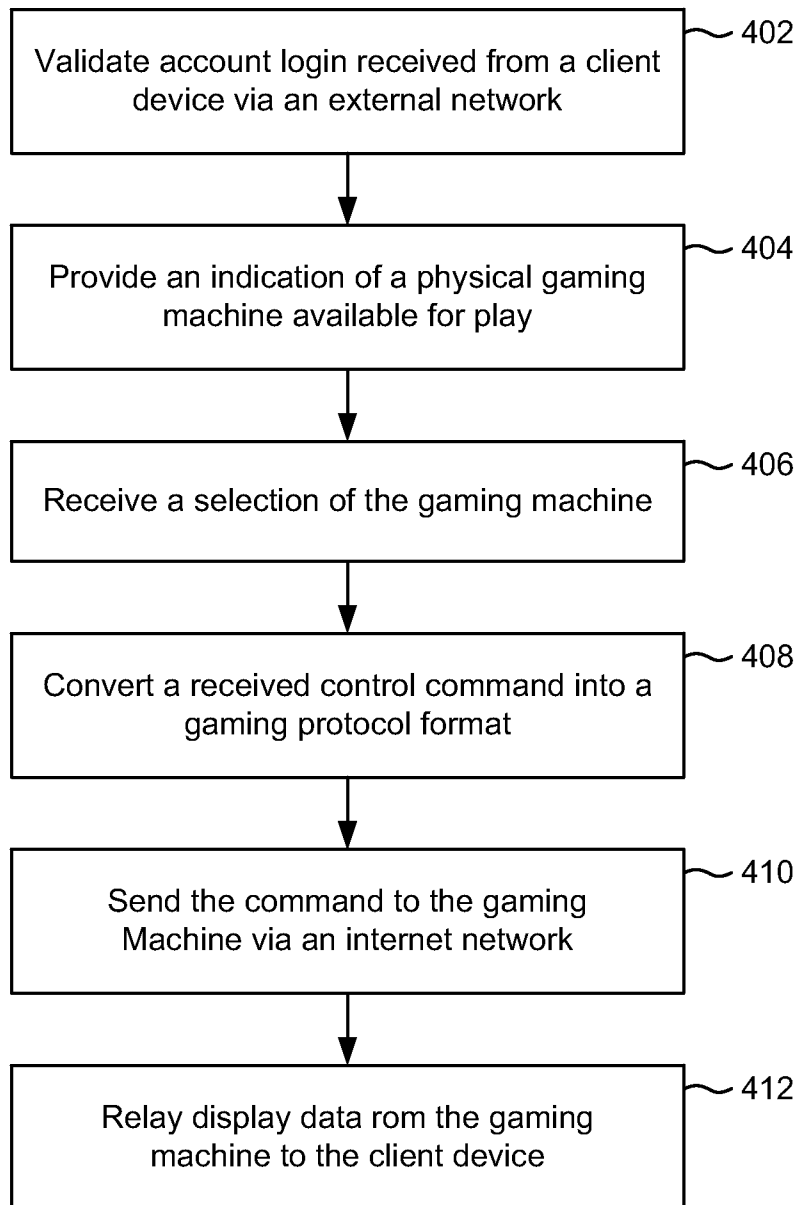 402
Validate account login received from a client
device via an external network
404
Provide an indication of a physical gaming
machine available for play
406
Receive a selection of the gaming machine
408
Convert a received control command into a
gaming protocol format
410
Send the command to the gaming
Machine via an internet network
412
Relay display data rom the gaming
machine to the client device